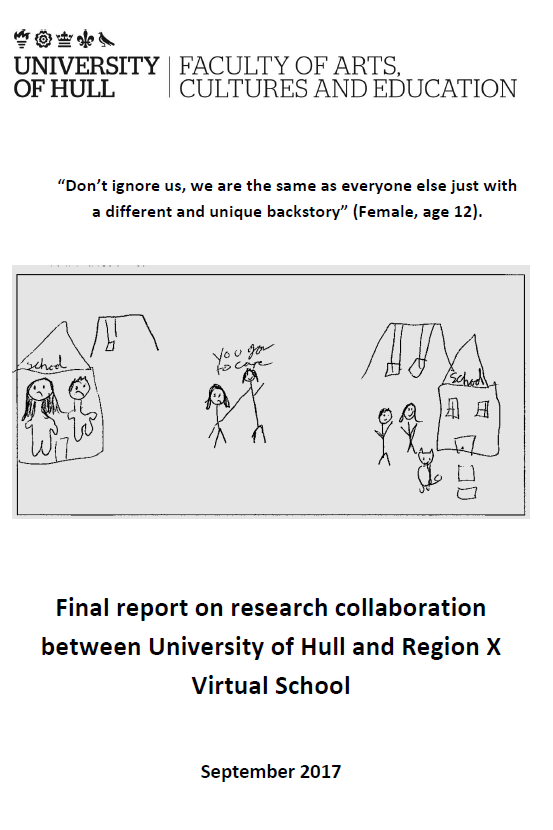 UNIVERSITY OF HULL
FACULTY OF ARTS,
CULTURES AND EDUCATION
“Don’t ignore us, we are the same as everyone else just with
a different and unique backstory” (Female, age 12).
School
You go
to care
School
Final report on research collaboration
between University of Hull and Region X
Virtual School
September 2017